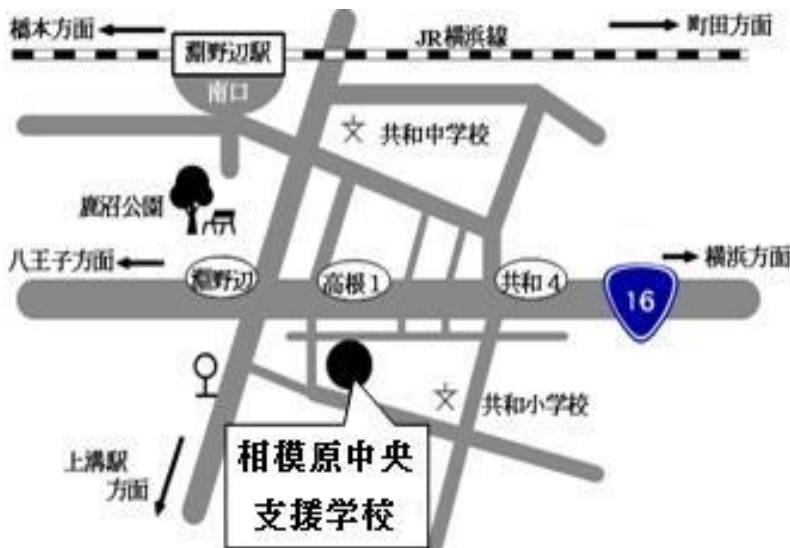 橋本方面
JR横浜線
町田方面
淵野辺駅
南口
共和中学校
鹿沼公園
八王子方面
淵野辺
高根1
共和4
横浜方面
16
共和小学校
上溝駅
方面
相模原中央
支援学校